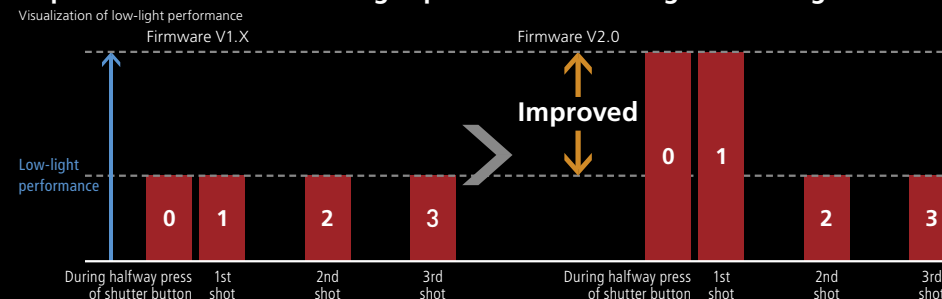 Visualization of low-light performance
Firmware V1.X
Firmware V2.0
Improved
Low-light
performance
0
1
2
3
0
1
2
3
During halfway press
of shutter button
1st
shot
2nd
shot
3rd
shot
During halfway press
of shutter button
1st
shot
2nd
shot
3rd